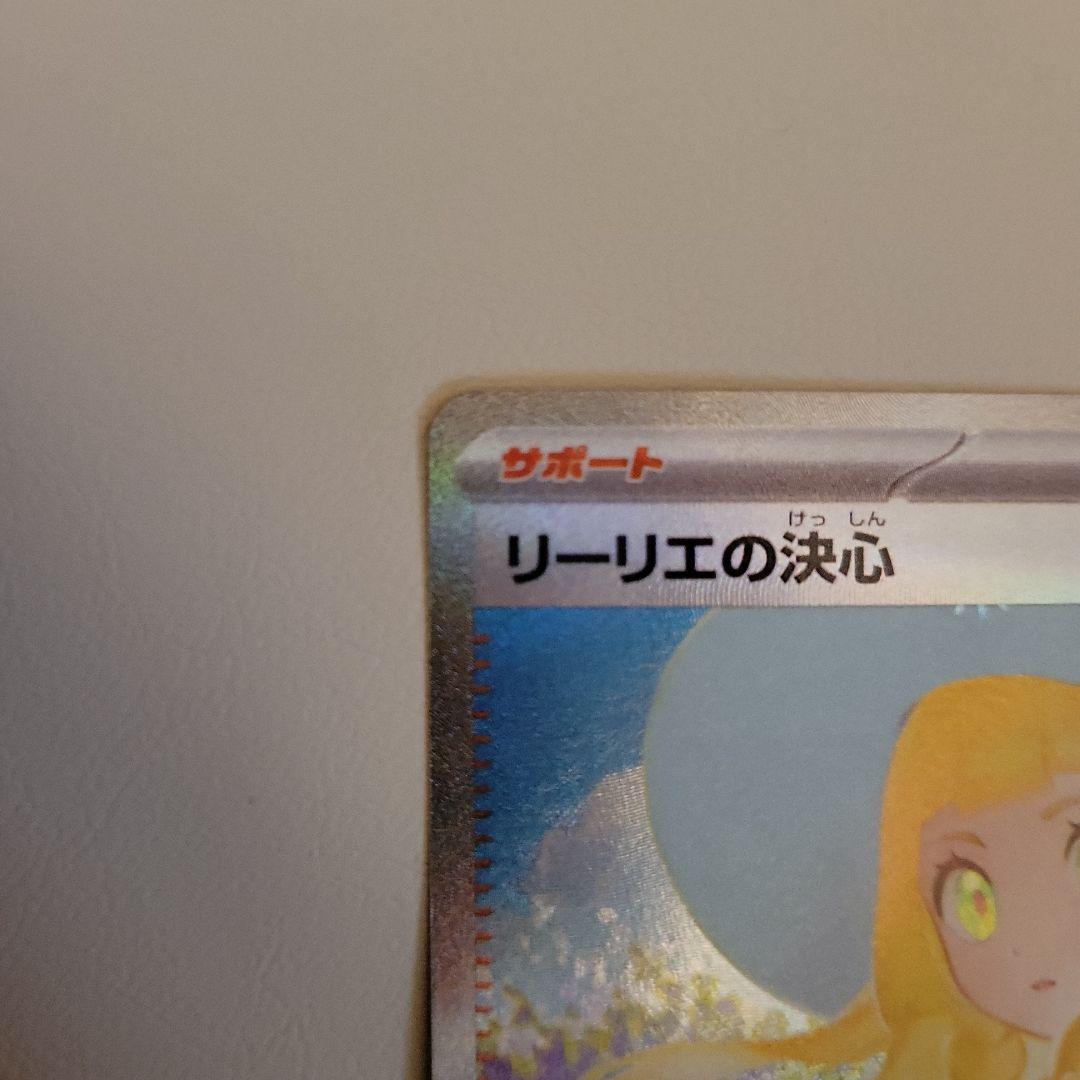 サポート
けっ しん
リーリエの決心